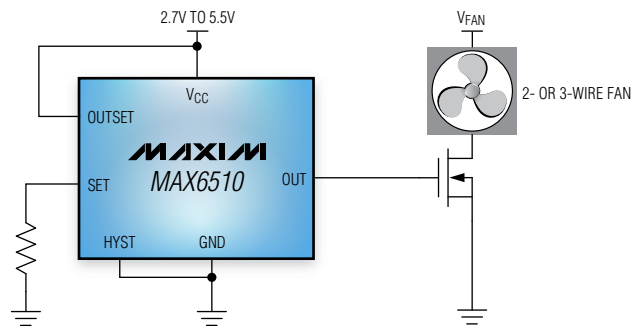 2.7V TO 5.5V
VFAN
VCC
OUTSET
2- OR 3-WIRE FAN
MAXIM
MAX6510
SET
OUT
HYST
GND